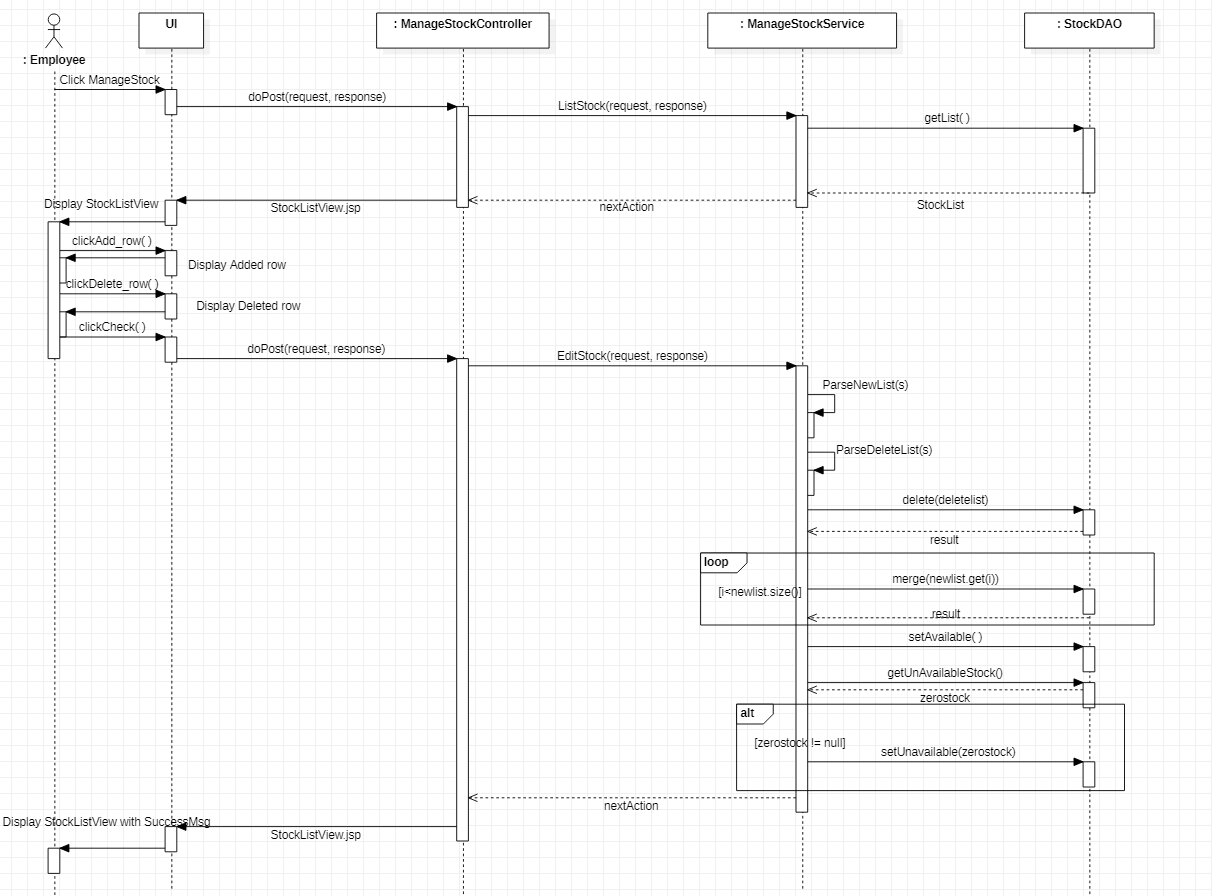 UI
: ManageStockController
: ManageStockService
: StockDAO
: Employee
Click ManageStock
doPost(request, response)
ListStock(request, response)
getList( )
Display StockListView
StockListView.jsp
nextAction
StockList
clickAdd_row( )
Display Added row
clickDelete_row( )
Display Deleted row
clickCheck( )
doPost(request, response)
EditStock(request, response)
ParseNewList(s)
ParseDeleteList(s)
delete(deletelist)
result
loop
merge(newlist.get(i))
[i<newlist.size()]
result
setAvailable( )
getUnAvailableStock()
zerostock
alt
[zerostock != null]
setUnavailable(zerostock)
nextAction
Display StockListView with SuccessMsg
StockListView.jsp